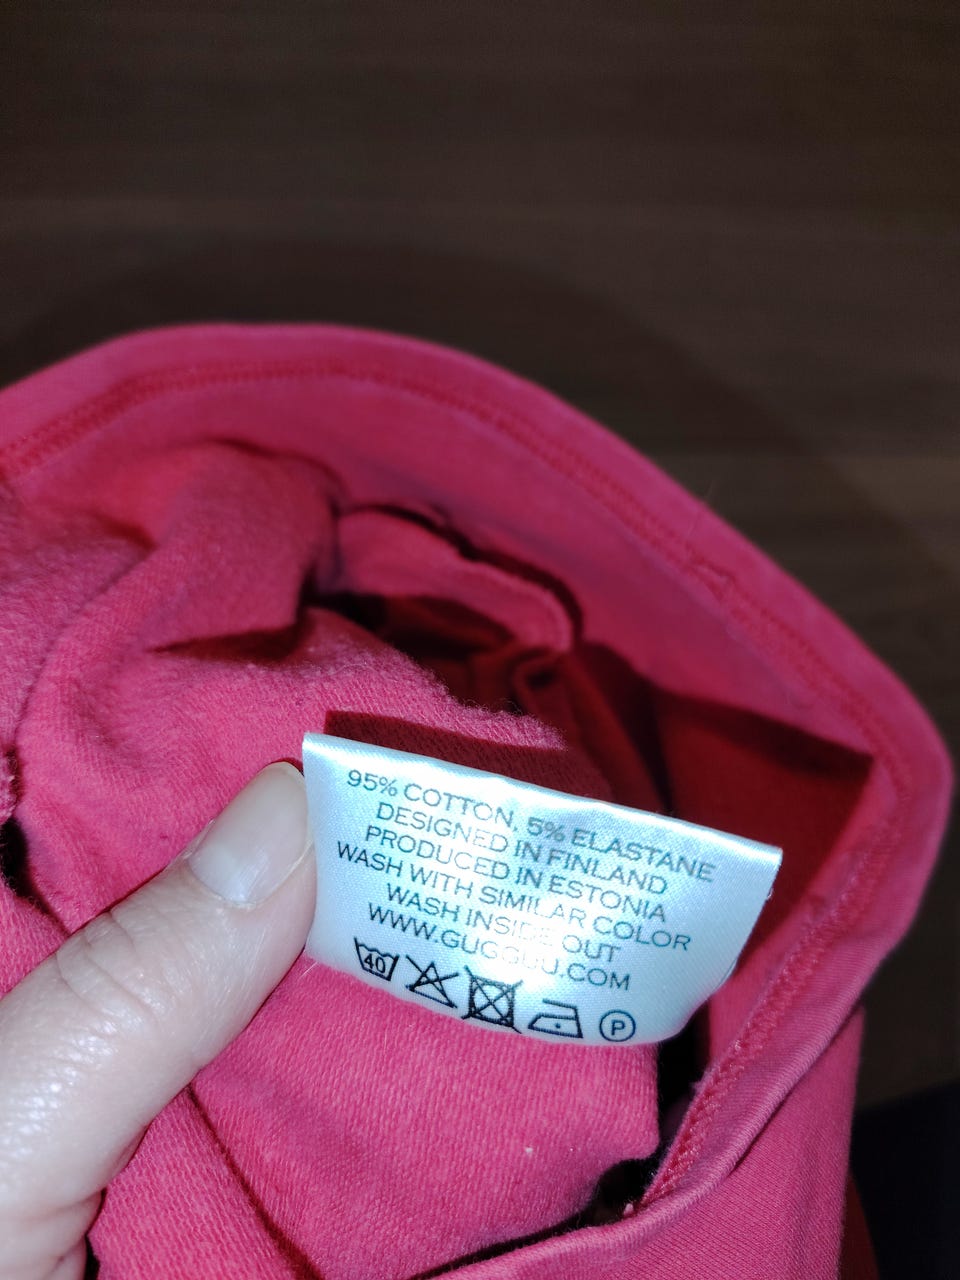 95% COTTON, 5% ELASTANE
DESIGNED IN FINLAND
PRODUCED IN ESTONIA
WASH WITH SIMILAR COLOR
WASH INSIDE OUT
WWW.GUGGUU.COM
40 P